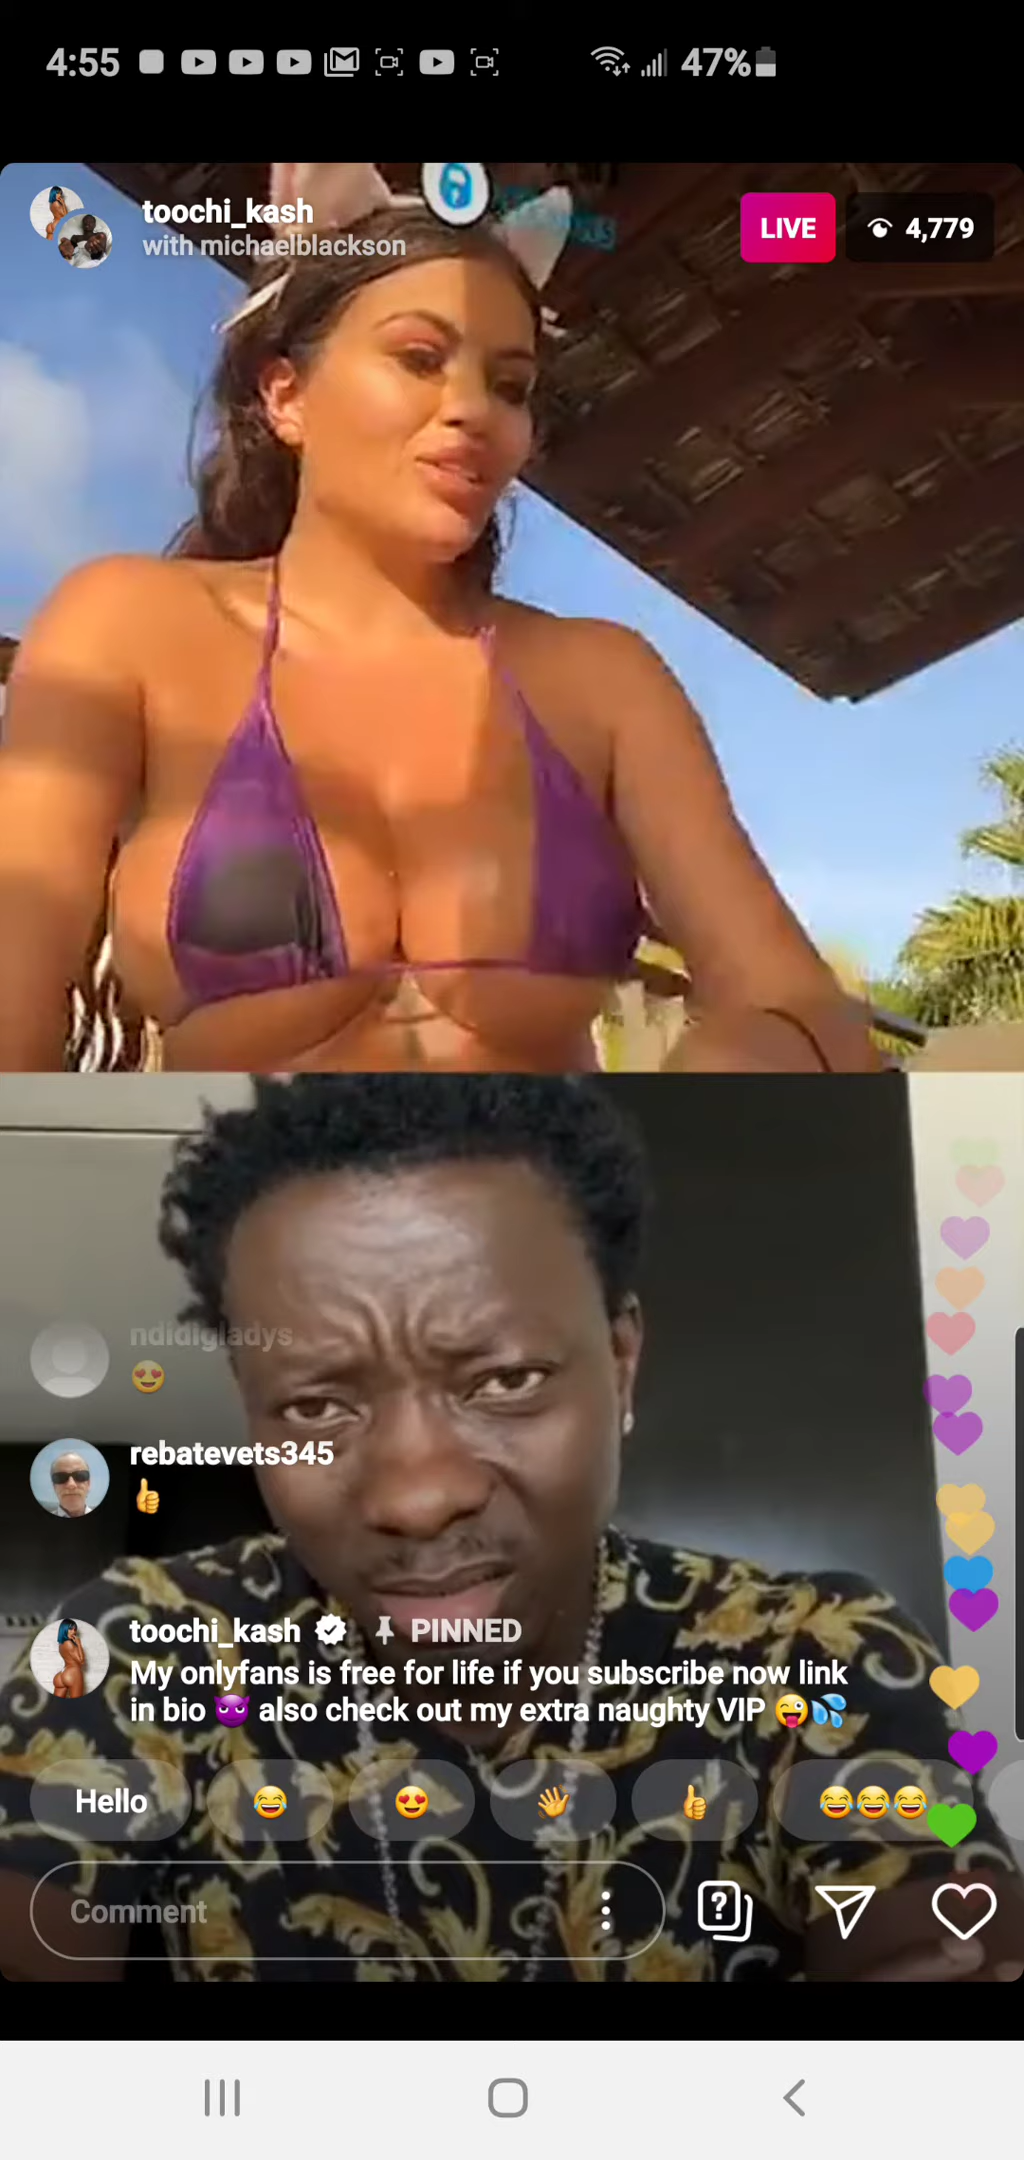 4:55
47%
toochi_kash
with michaelblackson
LIVE
4,779
ndidigladys
😍
rebatevets345
👍
toochi_kash PINNED
My onlyfans is free for life if you subscribe now link
in bio 😈 also check out my extra naughty VIP 😜💦
Hello 😂 😍 👋 👍 😂😂😂
Comment